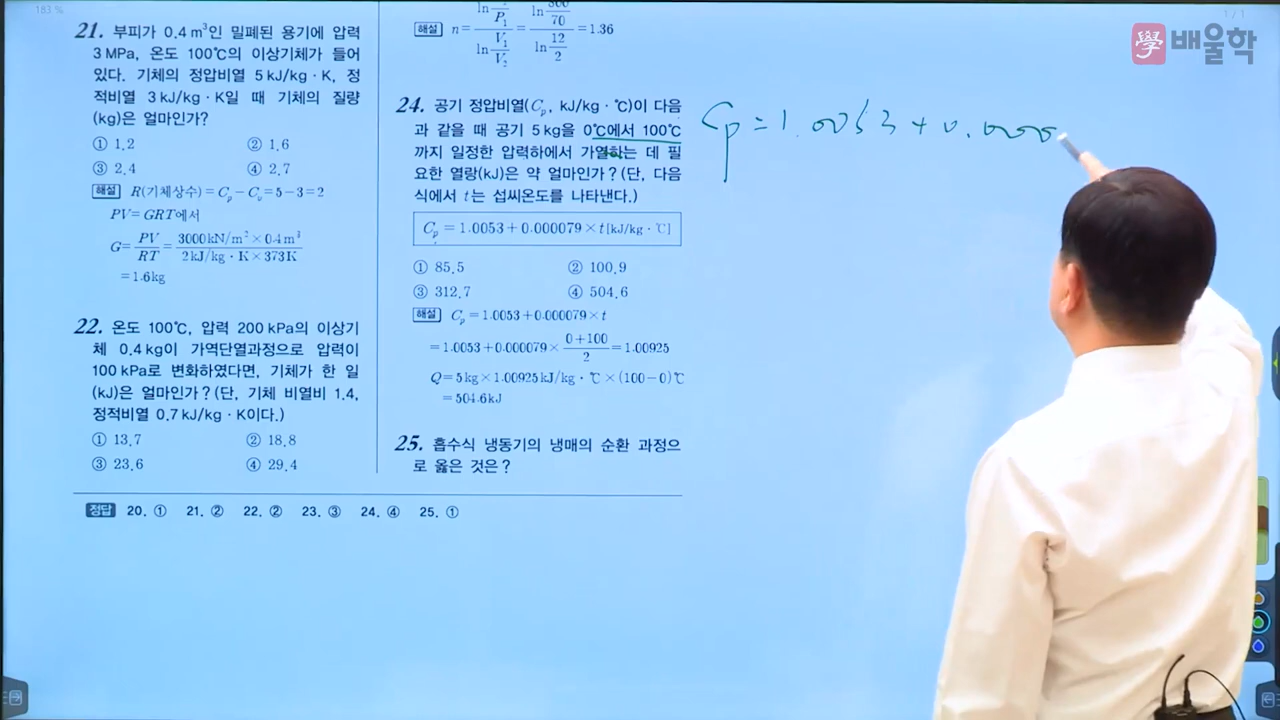 183 %
1 / 1
배울학
21. 부피가 0.4 m³인 밀폐된 용기에 압력
3 MPa, 온도 100℃의 이상기체가 들어
있다. 기체의 정압비열 5 kJ/kg · K, 정
적비열 3 kJ/kg · K일 때 기체의 질량
(kg)은 얼마인가?
① 1.2 ② 1.6
③ 2.4 ④ 2.7
해설 R(기체상수) = Cp − Cv = 5 − 3 = 2
PV = GRT에서
G = PV/RT = 3000kN/m² × 0.4m³ / 2kJ/kg · K × 373K
= 1.6kg
22. 온도 100℃, 압력 200 kPa의 이상기
체 0.4 kg이 가역단열과정으로 압력이
100 kPa로 변화하였다면, 기체가 한 일
(kJ)은 얼마인가? (단, 기체 비열비 1.4,
정적비열 0.7 kJ/kg · K이다.)
① 13.7 ② 18.8
③ 23.6 ④ 29.4
해설 n = ln P₁ / ln V₁/V₂ = ln 70 / ln 12/2 = 1.36
24. 공기 정압비열(Cp, kJ/kg · ℃)이 다음
과 같을 때 공기 5 kg을 0℃에서 100℃
까지 일정한 압력하에서 가열하는 데 필
요한 열량(kJ)은 약 얼마인가? (단, 다음
식에서 t는 섭씨온도를 나타낸다.)
Cp = 1.0053 + 0.000079 × t [kJ/kg · ℃]
① 85.5 ② 100.9
③ 312.7 ④ 504.6
해설 Cp = 1.0053 + 0.000079 × t
= 1.0053 + 0.000079 × 0+100/2 = 1.00925
Q = 5kg × 1.00925kJ/kg · ℃ × (100−0)℃
= 504.6kJ
25. 흡수식 냉동기의 냉매의 순환 과정으
로 옳은 것은?
정답 20. ① 21. ② 22. ② 23. ③ 24. ④ 25. ①
Cp = 1.0053 + 0.000